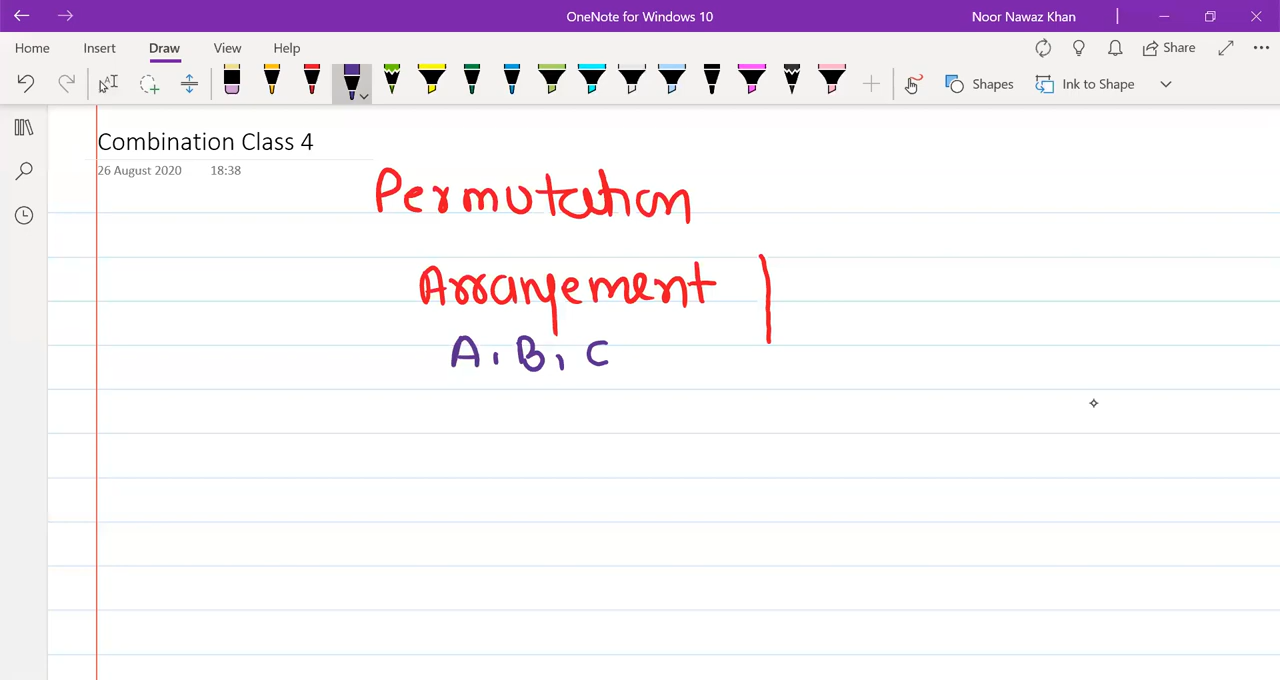 OneNote for Windows 10
Noor Nawaz Khan
Home Insert Draw View Help
Share
Shapes
Ink to Shape
Combination Class 4
26 August 2020 18:38
Permutation
Arrangement
A, B, C